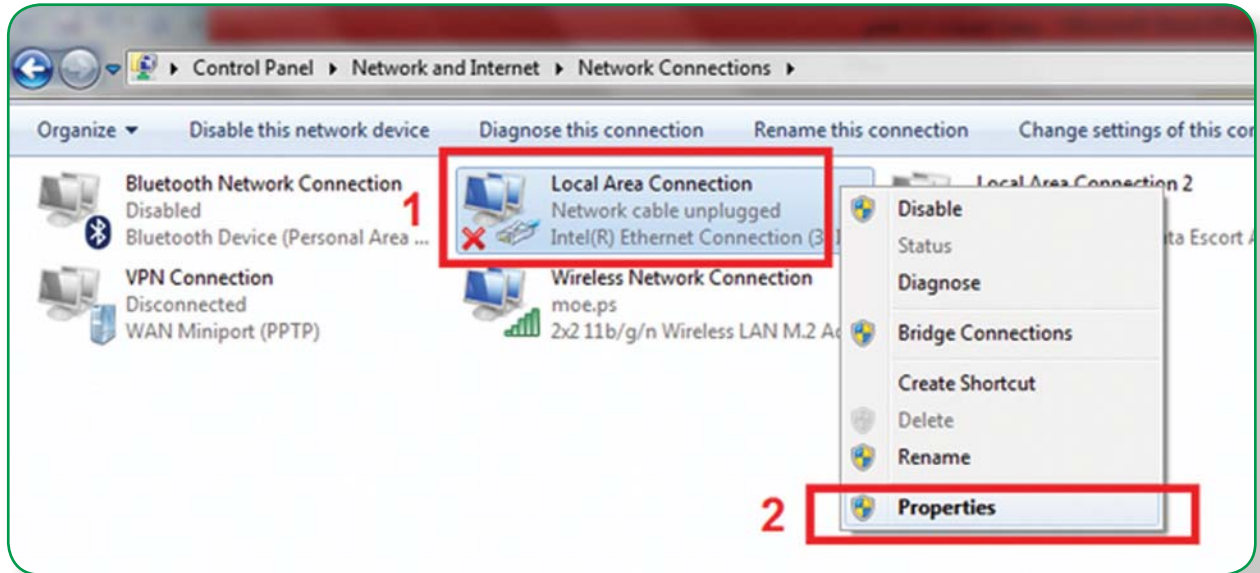 Control Panel Network and Internet Network Connections
Organize Disable this network device Diagnose this connection Rename this connection Change settings of this
Bluetooth Network Connection
Disabled
Bluetooth Device (Personal Area ...
1
Local Area Connection
Network cable unplugged
Intel(R) Ethernet Connection
Local Area Connection 2
Escort
VPN Connection
Disconnected
WAN Miniport (PPTP)
Wireless Network Connection
moe.ps
2x2 11b/g/n Wireless LAN M.2
Disable
Status
Diagnose
Bridge Connections
Create Shortcut
Delete
Rename
2
Properties